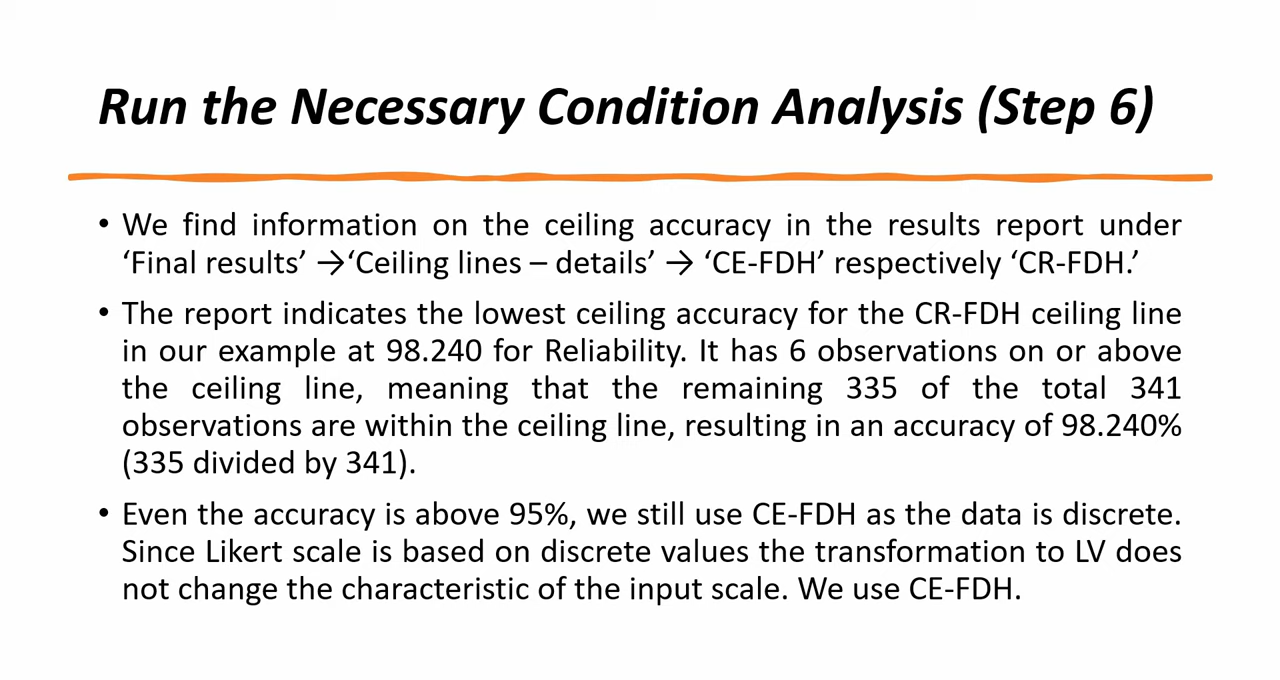 Run the Necessary Condition Analysis (Step 6)
• We find information on the ceiling accuracy in the results report under
‘Final results’ →‘Ceiling lines – details’ → ‘CE-FDH’ respectively ‘CR-FDH.’
• The report indicates the lowest ceiling accuracy for the CR-FDH ceiling line
in our example at 98.240 for Reliability. It has 6 observations on or above
the ceiling line, meaning that the remaining 335 of the total 341
observations are within the ceiling line, resulting in an accuracy of 98.240%
(335 divided by 341).
• Even the accuracy is above 95%, we still use CE-FDH as the data is discrete.
Since Likert scale is based on discrete values the transformation to LV does
not change the characteristic of the input scale. We use CE-FDH.